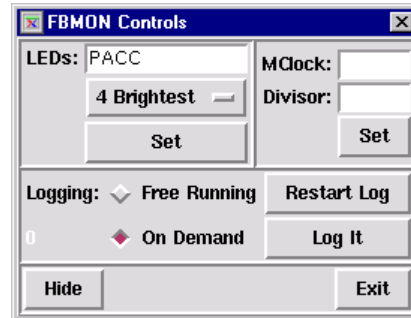 FBMON Controls
LEDs: PACC
4 Brightest
Set
MClock:
Divisor:
Set
Logging: Free Running Restart Log
0 On Demand Log It
Hide Exit